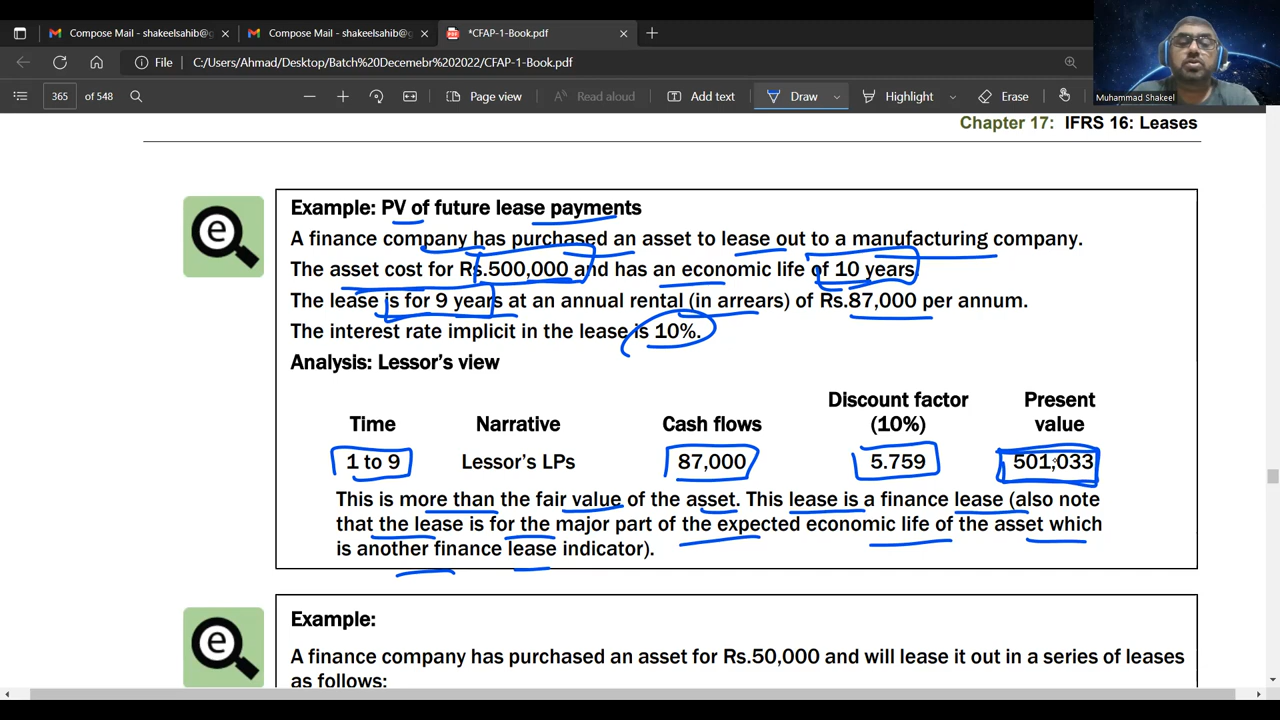 Compose Mail - shakeelsahib@g
Compose Mail - shakeelsahib@g
*CFAP-1-Book.pdf
File C:/Users/Ahmad/Desktop/Batch%20Decemebr%202022/CFAP-1-Book.pdf
365 of 548
Page view
Read aloud
Add text
Draw
Highlight
Erase
Muhammad Shakeel
Chapter 17: IFRS 16: Leases
e
Example: PV of future lease payments
A finance company has purchased an asset to lease out to a manufacturing company.
The asset cost for Rs.500,000 and has an economic life of 10 years.
The lease is for 9 years at an annual rental (in arrears) of Rs.87,000 per annum.
The interest rate implicit in the lease is 10%.
Analysis: Lessor's view
Time Narrative Cash flows Discount factor (10%) Present value
1 to 9 Lessor's LPs 87,000 5.759 501,033
This is more than the fair value of the asset. This lease is a finance lease (also note
that the lease is for the major part of the expected economic life of the asset which
is another finance lease indicator).
e
Example:
A finance company has purchased an asset for Rs.50,000 and will lease it out in a series of leases
as follows: